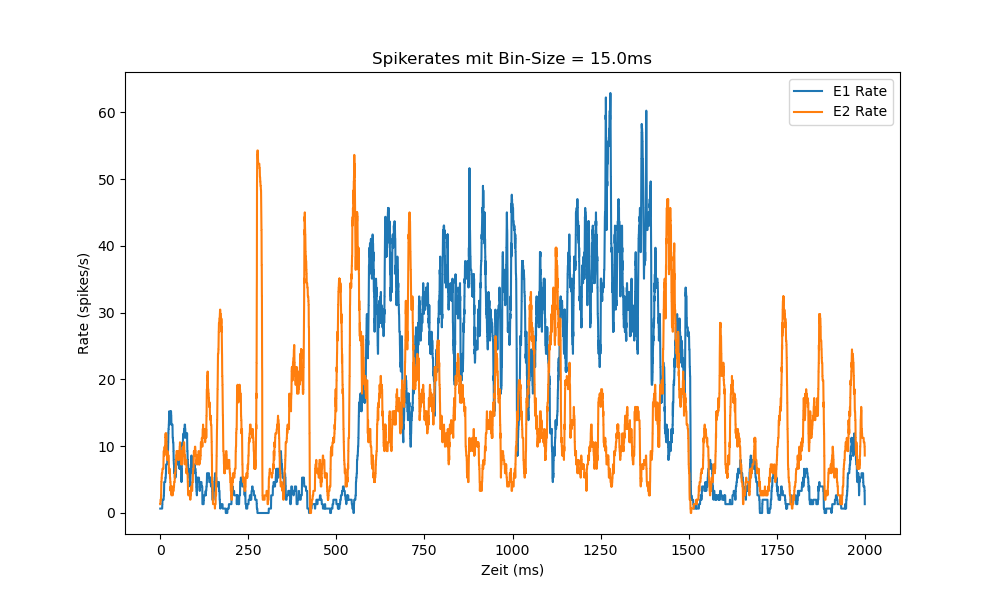 Spikerates mit Bin-Size = 15.0ms
E1 Rate
E2 Rate
60
50
40
30
20
10
0
Rate (spikes/s)
0 250 500 750 1000 1250 1500 1750 2000
Zeit (ms)